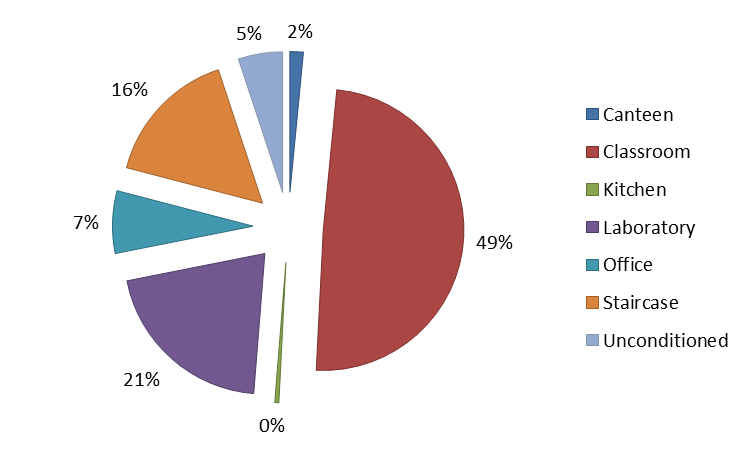 5%
2%
16%
7%
49%
21%
0%
Canteen
Classroom
Kitchen
Laboratory
Office
Staircase
Unconditioned